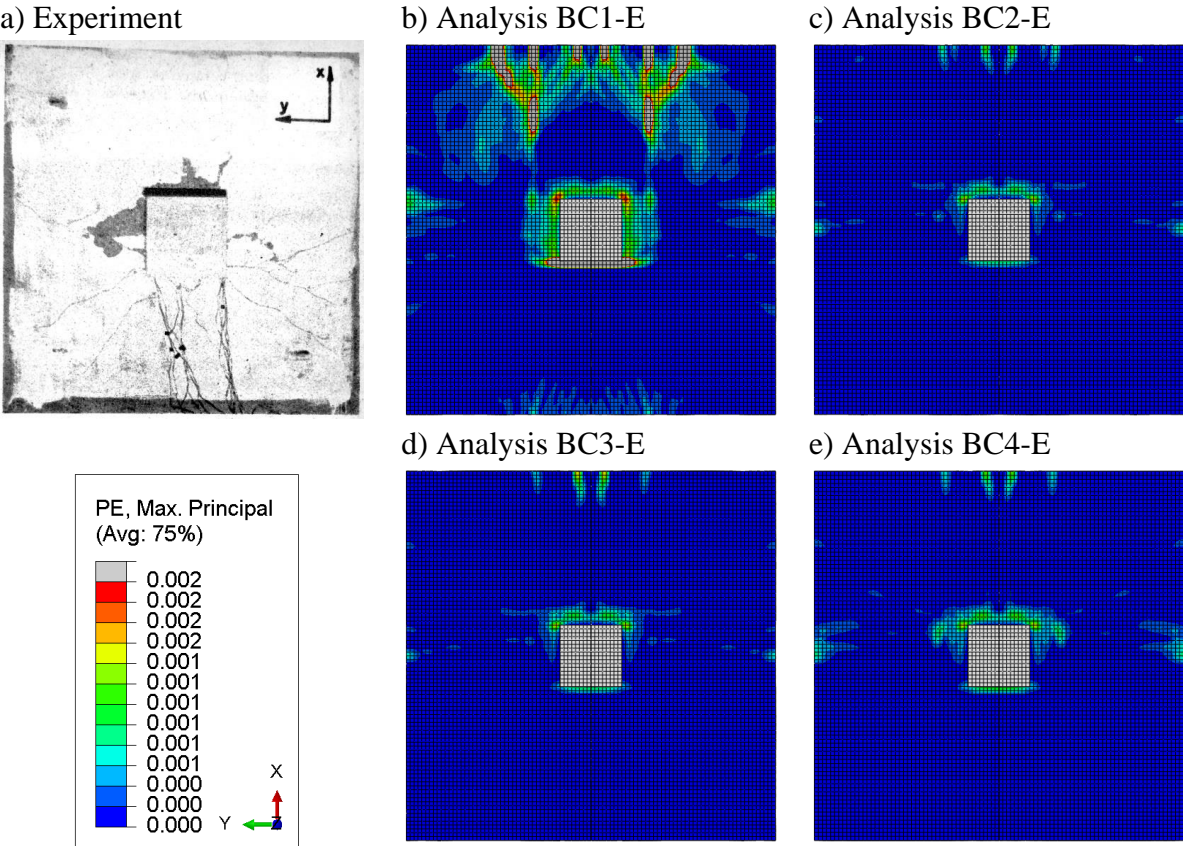 a) Experiment
b) Analysis BC1-E
c) Analysis BC2-E
x
y
d) Analysis BC3-E
e) Analysis BC4-E
PE, Max. Principal
(Avg: 75%)
0.002
0.002
0.002
0.002
0.001
0.001
0.001
0.001
0.001
0.000
0.000
0.000
X
Y
Z